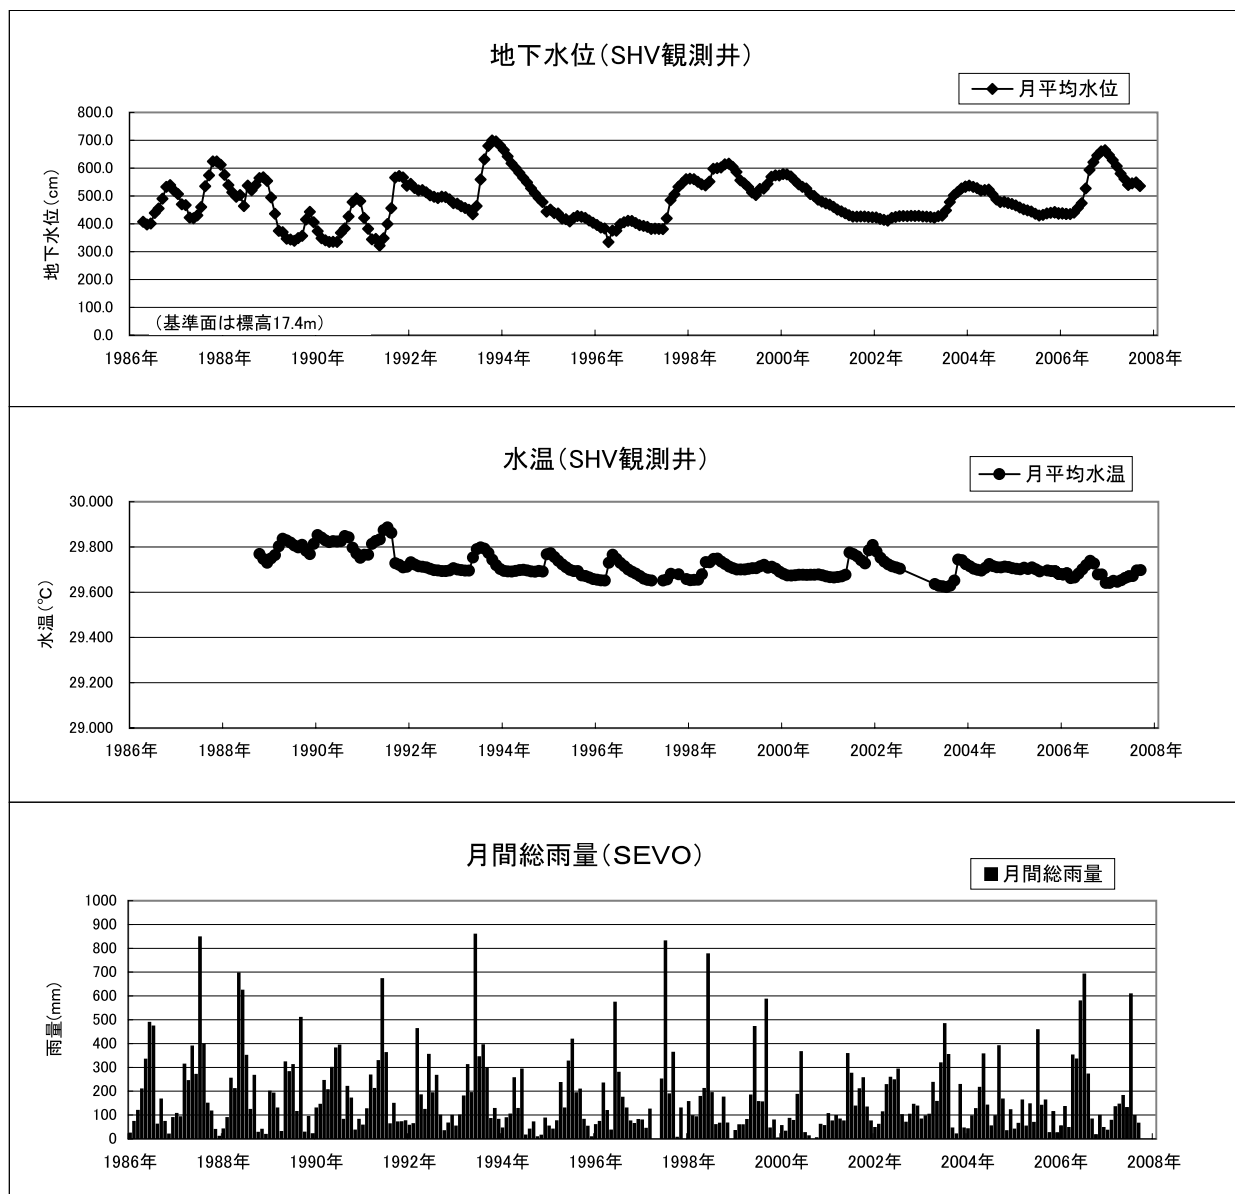 地下水位(SHV観測井)
月平均水位
800.0
700.0
600.0
500.0
400.0
300.0
200.0
100.0
0.0
地下水位(cm)
(基準面は標高17.4m)
1986年 1988年 1990年 1992年 1994年 1996年 1998年 2000年 2002年 2004年 2006年 2008年
水温(SHV観測井)
月平均水温
30.000
29.800
29.600
29.400
29.200
29.000
水温(℃)
1986年 1988年 1990年 1992年 1994年 1996年 1998年 2000年 2002年 2004年 2006年 2008年
月間総雨量(SEVO)
月間総雨量
1000
900
800
700
600
500
400
300
200
100
0
雨量(mm)
1986年 1988年 1990年 1992年 1994年 1996年 1998年 2000年 2002年 2004年 2006年 2008年